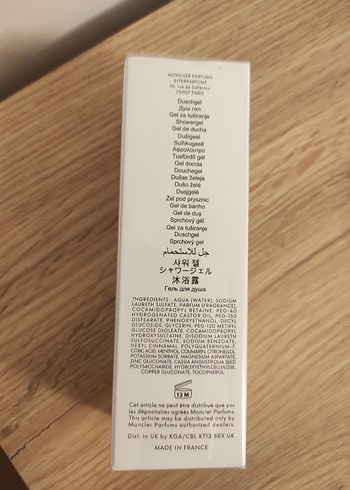 MONCLER PARFUMS
INTERPARFUMS
10, rue de Solférino
75007 PARIS
Duschgel
Душ гел
Gel za tuširanje
Showergel
Gel de ducha
Dušigeel
Suihkugeeli
Αφρόλουτρο
Tusfürdő gél
Gel doccia
Douchegel
Dušas želeja
Dušo želė
Dusjgelé
Żel pod prysznic
Gel de banho
Gel de duș
Sprchový gél
Gel za tuširanje
Duschgel
Sprchový gel
جل للاستحمام
샤워 젤
シャワージェル
沐浴露
Гель для душа
INGREDIENTS : AQUA (WATER), SODIUM
LAURETH SULFATE, PARFUM (FRAGRANCE),
COCAMIDOPROPYL BETAINE, PEG-40
HYDROGENATED CASTOR OIL, PEG-150
DISTEARATE, PHENOXYETHANOL, DECYL
GLUCOSIDE, GLYCERIN, PEG-120 METHYL
GLUCOSE DIOLEATE, COCAMIDOPROPYL
HYDROXYSULTAINE, DISODIUM LAURETH
SULFOSUCCINATE, SODIUM BENZOATE,
HEXYL CINNAMAL, POLYQUATERNIUM-7,
CITRIC ACID, MENTHOL, COUMARIN, CITRONELLOL,
POTASSIUM SORBATE, MAGNESIUM ASPARTATE,
ZINC GLUCONATE, CASSIA ANGUSTIFOLIA SEED
POLYSACCHARIDE, HYDROXYETHYLCELLULOSE,
COPPER GLUCONATE, TOCOPHEROL.
12 M
Cet article ne peut être distribué que par
les dépositaires agréés Moncler Parfums.
This article may be distributed only by
Moncler Parfums authorized dealers.
Dist. in UK by KGA/CBL KT13 8RX UK
MADE IN FRANCE